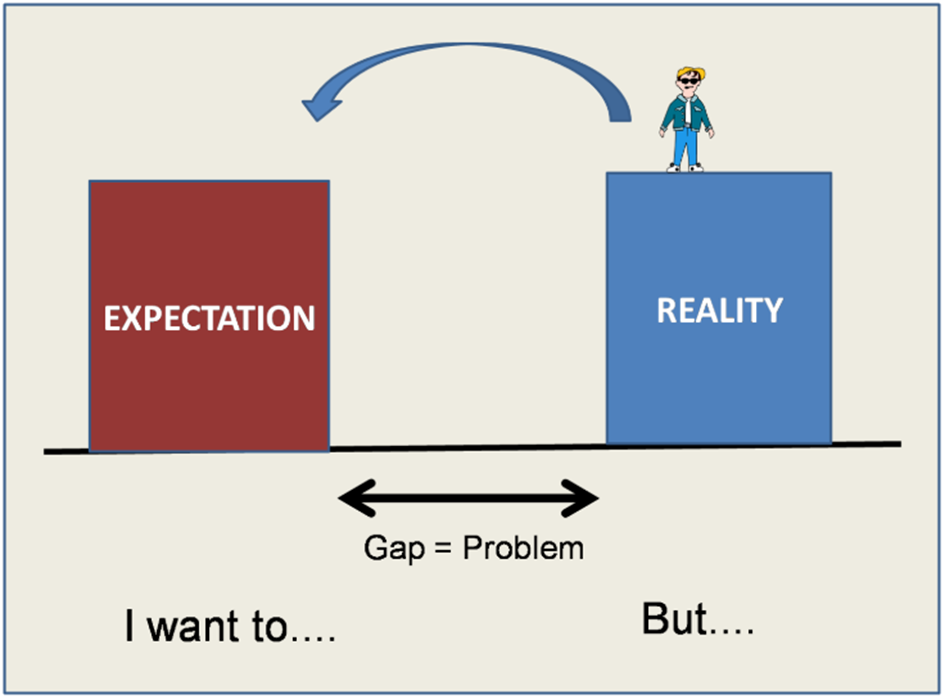 EXPECTATION
REALITY
Gap = Problem
I want to....
But....